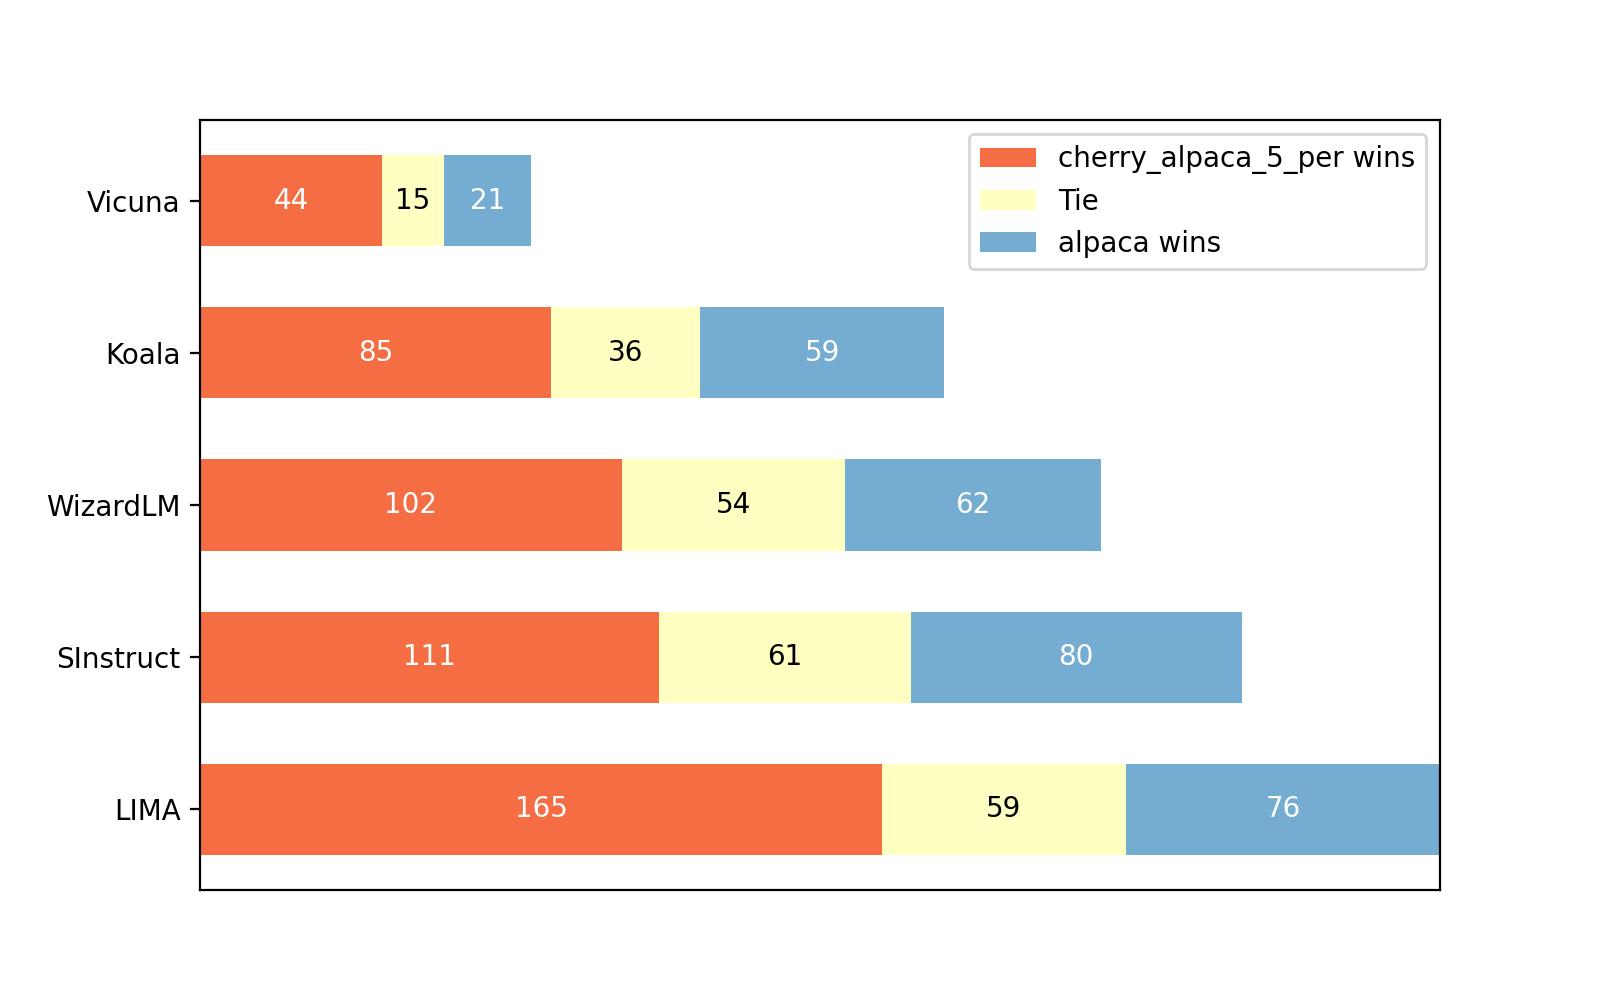 cherry_alpaca_5_per wins
Tie
alpaca wins
Vicuna 44 15 21
Koala 85 36 59
WizardLM 102 54 62
SInstruct 111 61 80
LIMA 165 59 76